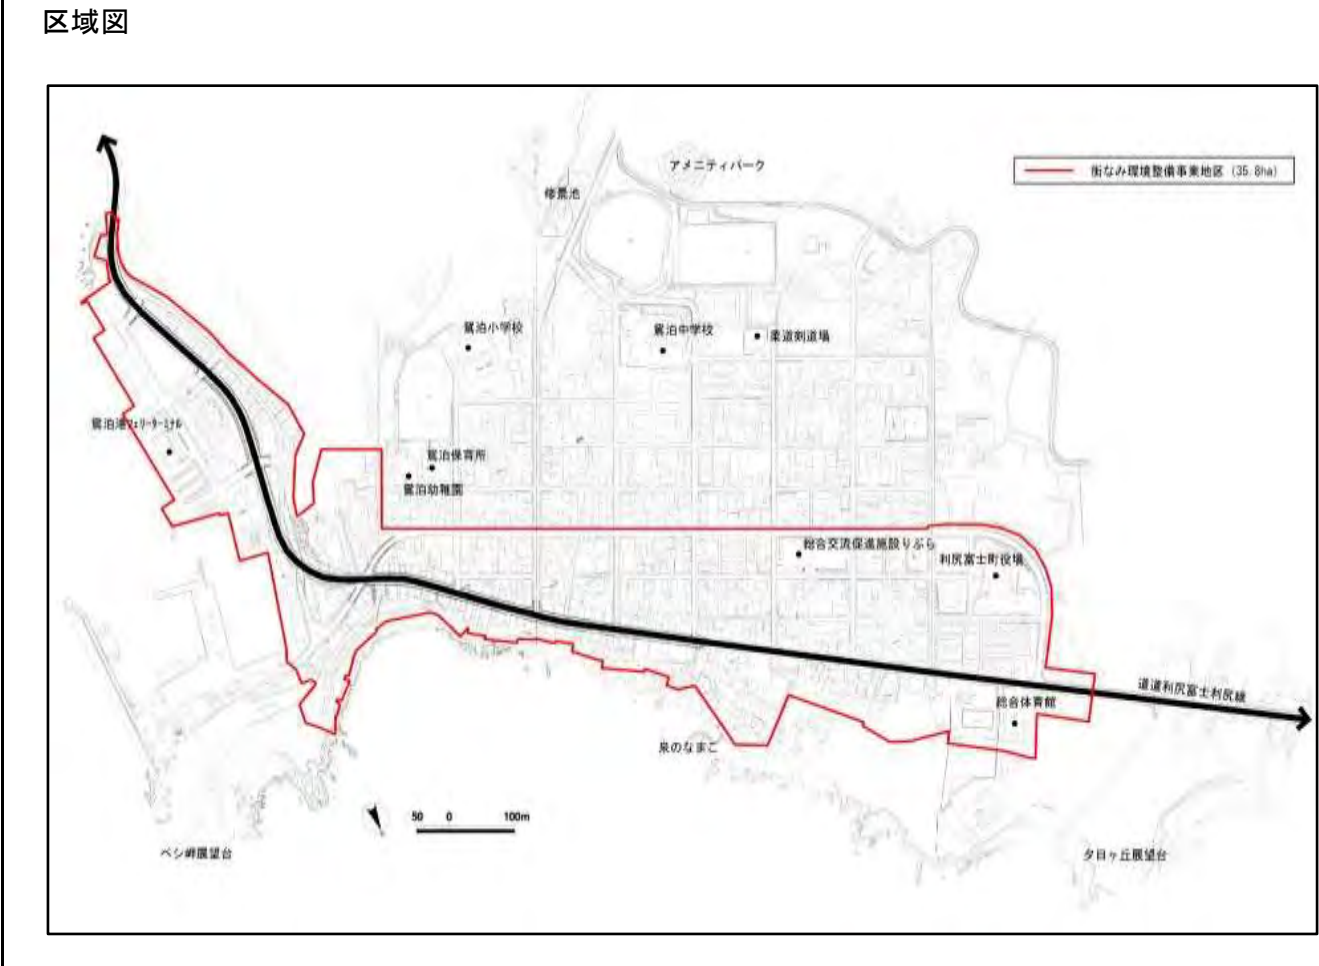 区域図
アメニティパーク
街なみ環境整備事業地区 (35.8ha)
修景池
鴛泊小学校
鴛泊中学校
柔道剣道場
鴛泊港フェリーターミナル
鴛泊保育所
鴛泊幼稚園
総合交流促進施設りぷら
利尻富士町役場
道道利尻富士利尻線
総合体育館
泉のなまこ
50 0 100m
ペシ岬展望台
夕日ヶ丘展望台